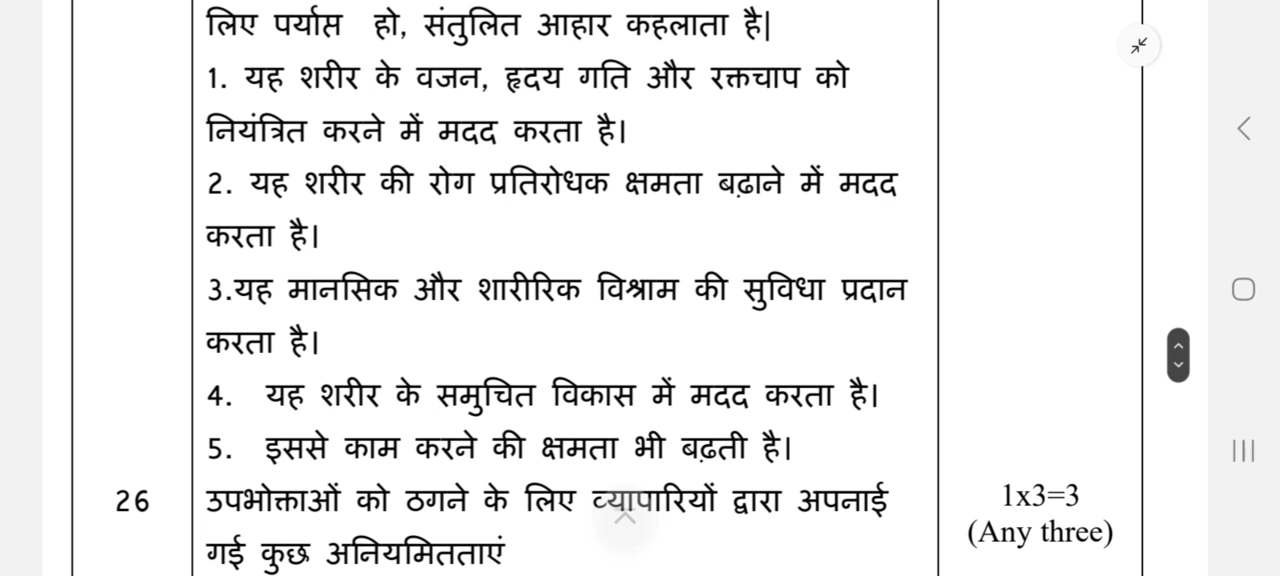 लिए पर्याप्त हो, संतुलित आहार कहलाता है|
1. यह शरीर के वजन, हृदय गति और रक्तचाप को
नियंत्रित करने में मदद करता है।
2. यह शरीर की रोग प्रतिरोधक क्षमता बढ़ाने में मदद
करता है।
3.यह मानसिक और शारीरिक विश्राम की सुविधा प्रदान
करता है।
4. यह शरीर के समुचित विकास में मदद करता है।
5. इससे काम करने की क्षमता भी बढ़ती है।
26 उपभोक्ताओं को ठगने के लिए व्यापारियों द्वारा अपनाई 1x3=3
गई कुछ अनियमितताएं (Any three)